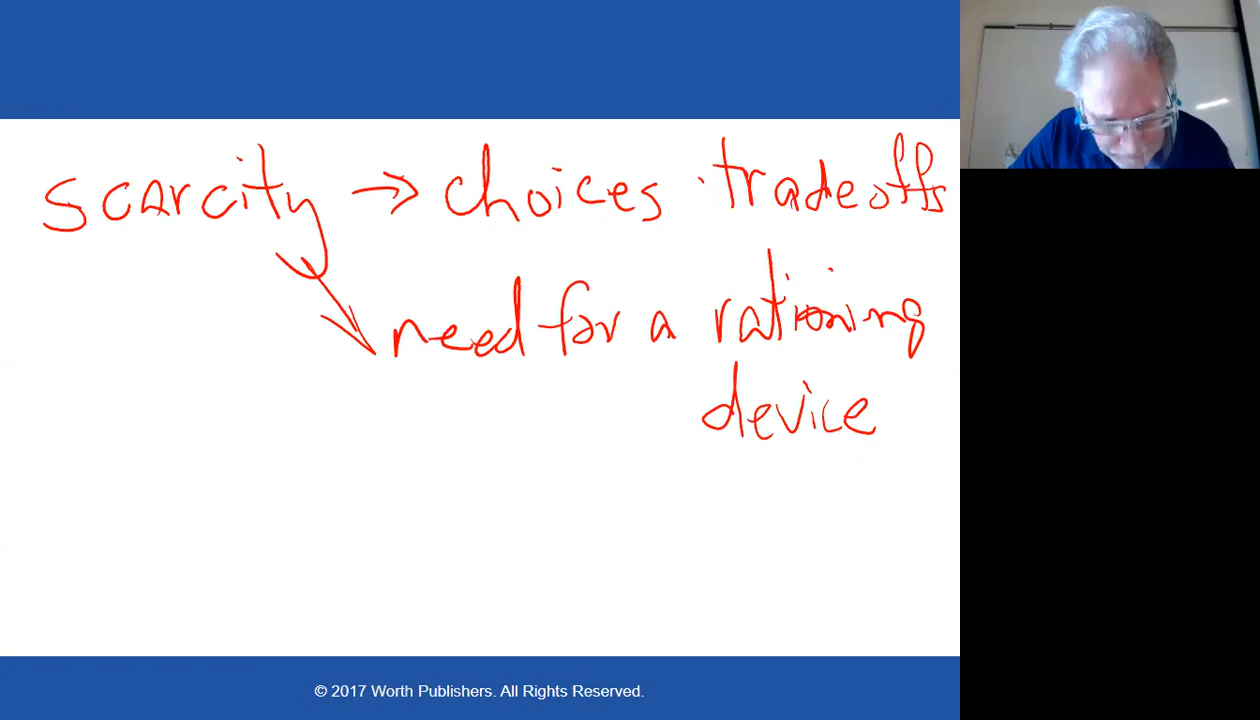 scarcity → choices tradeoffs
need for a rationing
device
© 2017 Worth Publishers. All Rights Reserved.